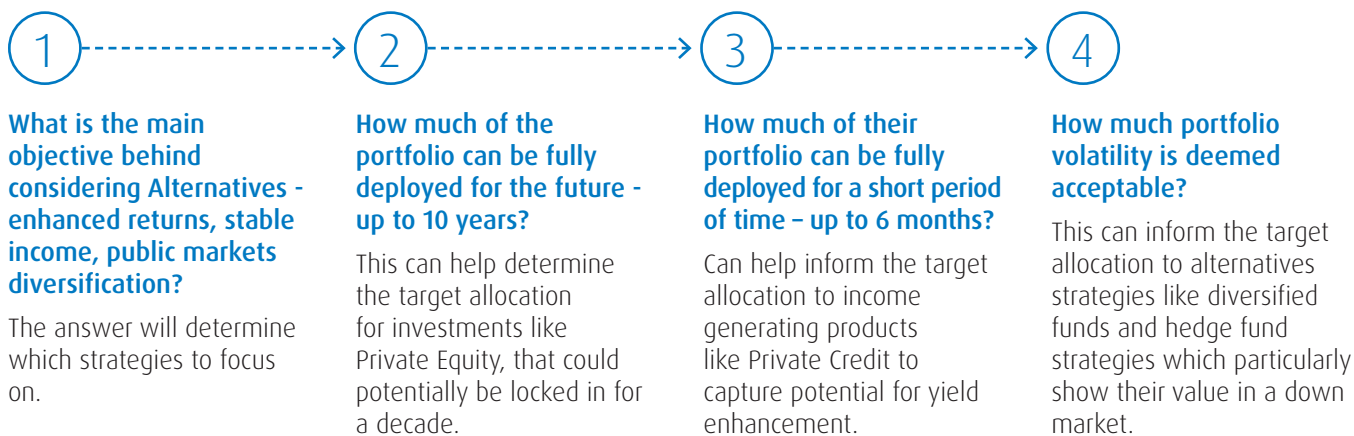 1
2
3
4
What is the main
objective behind
considering Alternatives -
enhanced returns, stable
income, public markets
diversification?
The answer will determine
which strategies to focus
on.
How much of the
portfolio can be fully
deployed for the future -
up to 10 years?
This can help determine
the target allocation
for investments like
Private Equity, that could
potentially be locked in for
a decade.
How much of their
portfolio can be fully
deployed for a short period
of time – up to 6 months?
Can help inform the target
allocation to income
generating products
like Private Credit to
capture potential for yield
enhancement.
How much portfolio
volatility is deemed
acceptable?
This can inform the target
allocation to alternatives
strategies like diversified
funds and hedge fund
strategies which particularly
show their value in a down
market.